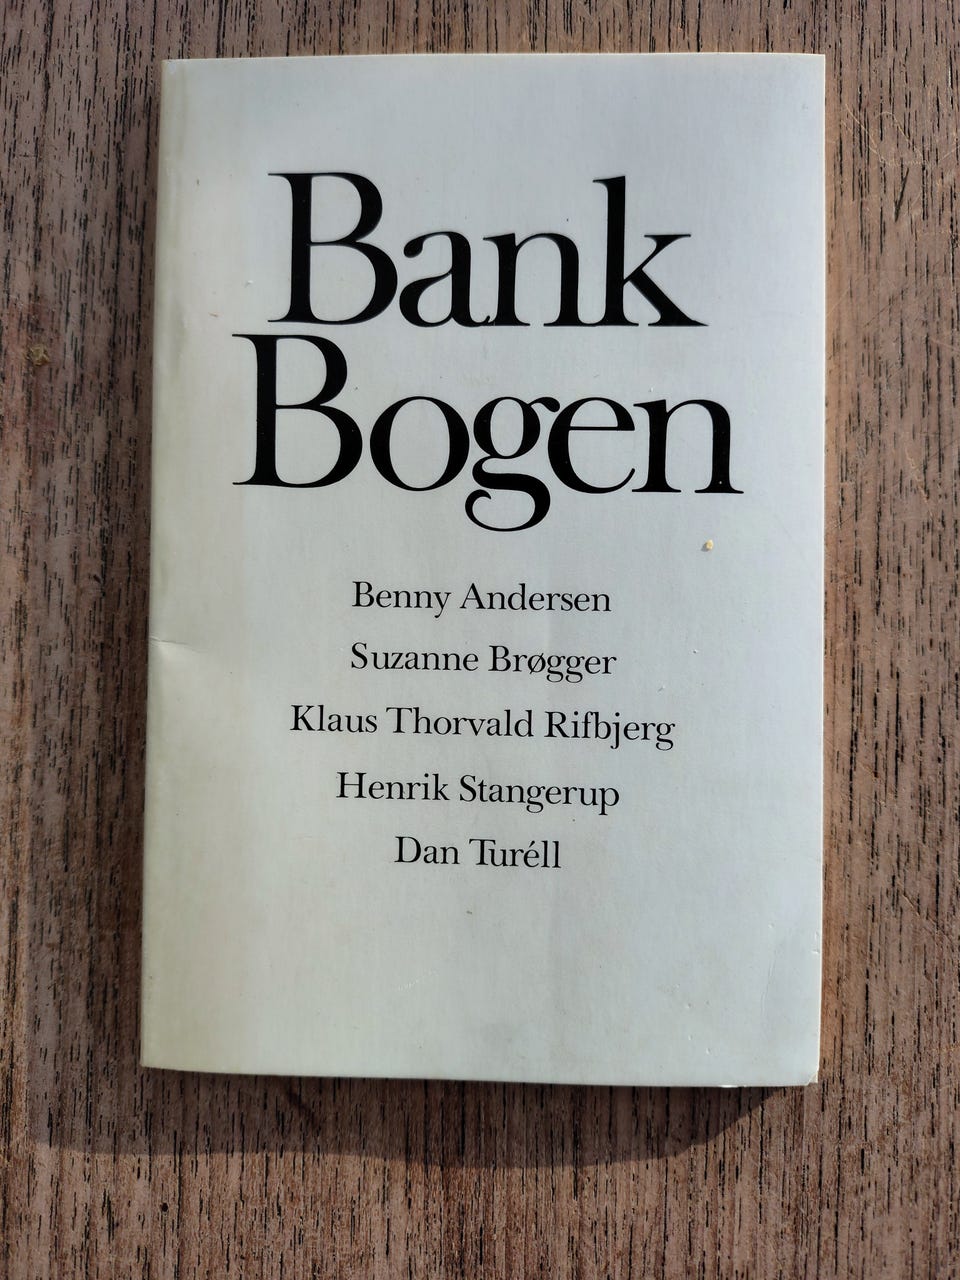 Bank
Bogen
Benny Andersen
Suzanne Brøgger
Klaus Thorvald Rifbjerg
Henrik Stangerup
Dan Turéll